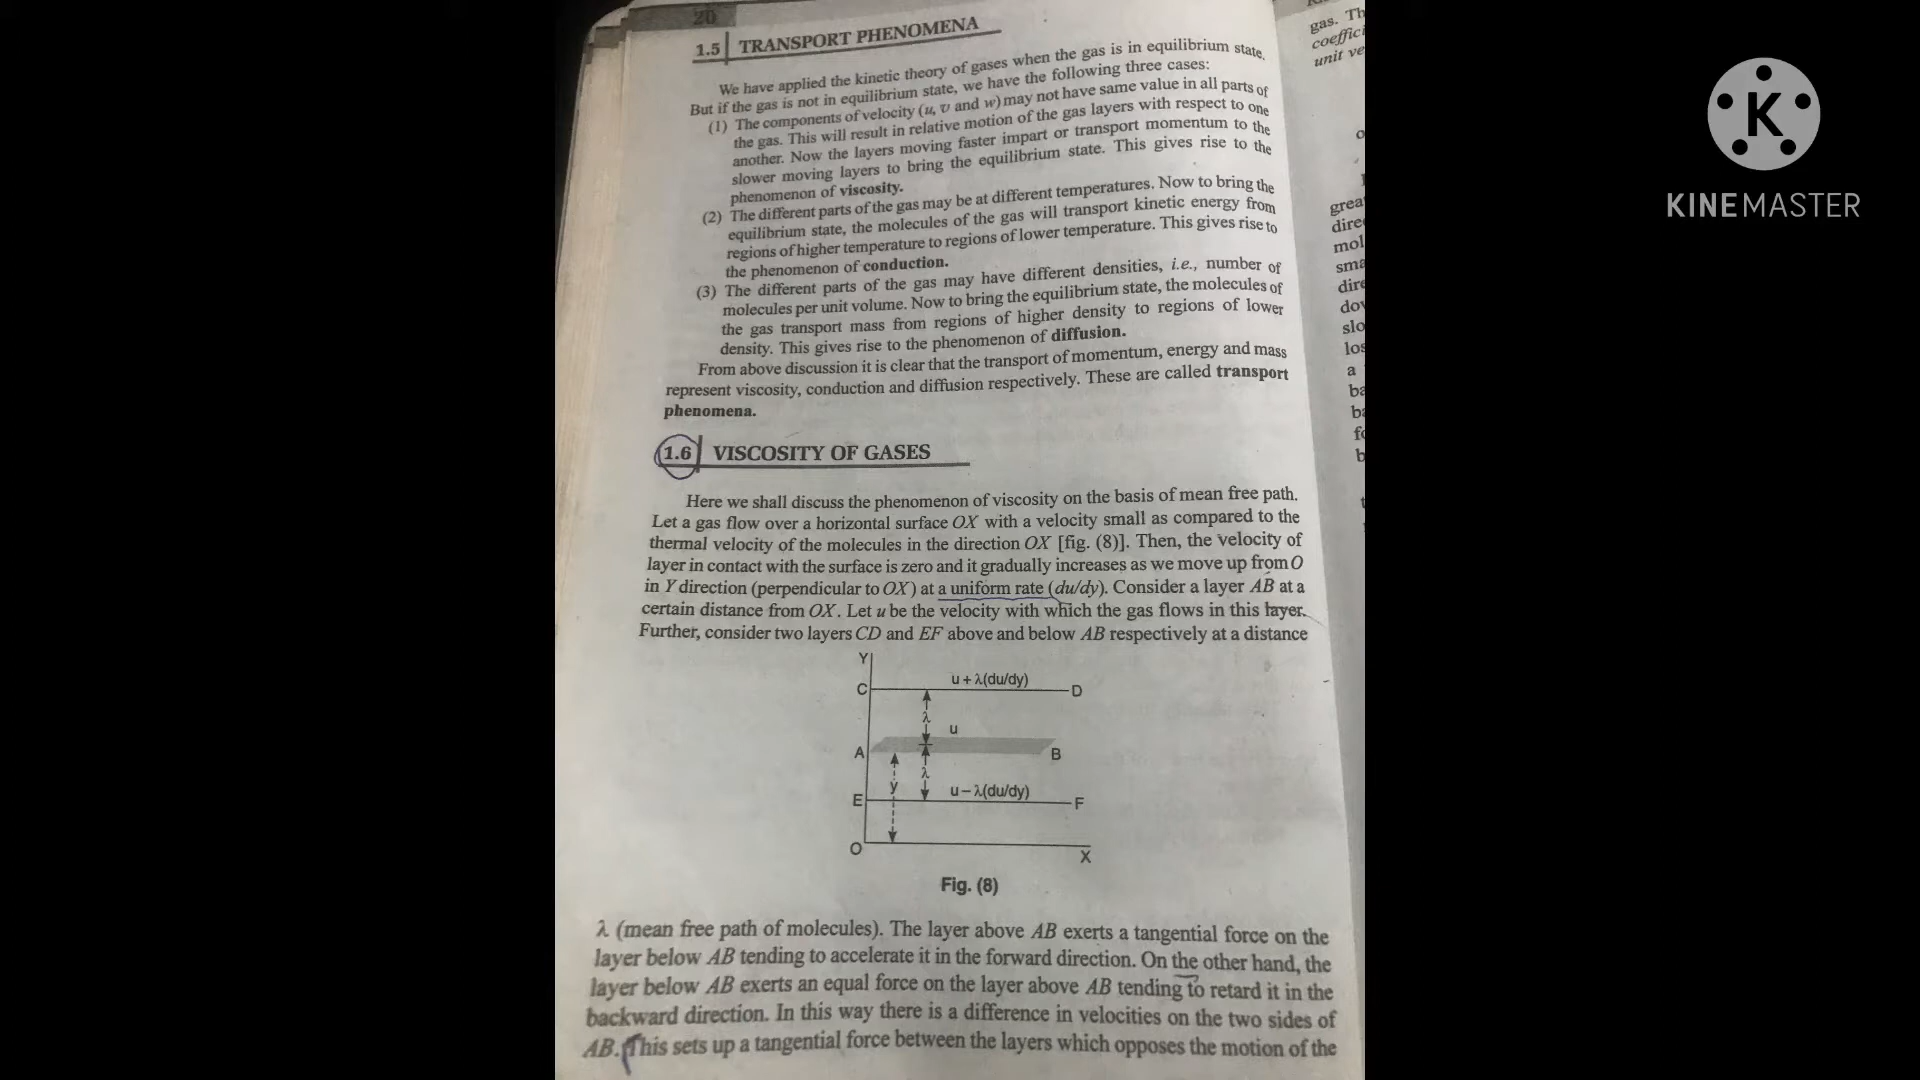 20
1.5 TRANSPORT PHENOMENA
We have applied the kinetic theory of gases when the gas is in equilibrium state.
But if the gas is not in equilibrium state, we have the following three cases:
(1) The components of velocity (u, v and w) may not have same value in all parts of
the gas. This will result in relative motion of the gas layers with respect to one
another. Now the layers moving faster impart or transport momentum to the
slower moving layers to bring the equilibrium state. This gives rise to the
phenomenon of viscosity.
(2) The different parts of the gas may be at different temperatures. Now to bring the
equilibrium state, the molecules of the gas will transport kinetic energy from
regions of higher temperature to regions of lower temperature. This gives rise to
the phenomenon of conduction.
(3) The different parts of the gas may have different densities, i.e., number of
molecules per unit volume. Now to bring the equilibrium state, the molecules of
the gas transport mass from regions of higher density to regions of lower
density. This gives rise to the phenomenon of diffusion.
From above discussion it is clear that the transport of momentum, energy and mass
represent viscosity, conduction and diffusion respectively. These are called transport
phenomena.
1.6 VISCOSITY OF GASES
Here we shall discuss the phenomenon of viscosity on the basis of mean free path.
Let a gas flow over a horizontal surface OX with a velocity small as compared to the
thermal velocity of the molecules in the direction OX [fig. (8)]. Then, the velocity of
layer in contact with the surface is zero and it gradually increases as we move up from O
in Y direction (perpendicular to OX) at a uniform rate (du/dy). Consider a layer AB at a
certain distance from OX. Let u be the velocity with which the gas flows in this layer.
Further, consider two layers CD and EF above and below AB respectively at a distance
Y
C u + λ(du/dy) D
λ
u
A B
λ
y
E u − λ(du/dy) F
O X
Fig. (8)
λ (mean free path of molecules). The layer above AB exerts a tangential force on the
layer below AB tending to accelerate it in the forward direction. On the other hand, the
layer below AB exerts an equal force on the layer above AB tending to retard it in the
backward direction. In this way there is a difference in velocities on the two sides of
AB. This sets up a tangential force between the layers which opposes the motion of the
gas. Th
coeffici
unit ve
grea
dire
mol
sma
dire
dow
slo
los
a
ba
ba
fo
b
K
KINEMASTER